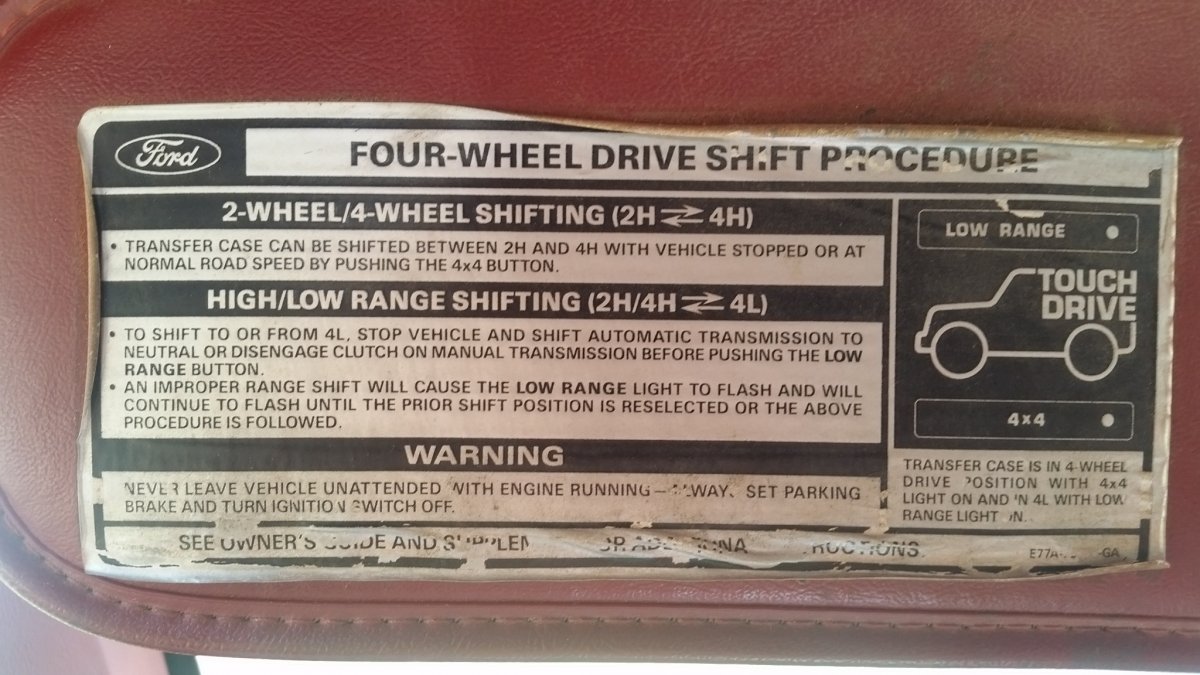 Ford
FOUR-WHEEL DRIVE SHIFT PROCEDURE
2-WHEEL/4-WHEEL SHIFTING (2H ⇄ 4H)
• TRANSFER CASE CAN BE SHIFTED BETWEEN 2H AND 4H WITH VEHICLE STOPPED OR AT
NORMAL ROAD SPEED BY PUSHING THE 4x4 BUTTON.
HIGH/LOW RANGE SHIFTING (2H/4H ⇄ 4L)
• TO SHIFT TO OR FROM 4L, STOP VEHICLE AND SHIFT AUTOMATIC TRANSMISSION TO
NEUTRAL OR DISENGAGE CLUTCH ON MANUAL TRANSMISSION BEFORE PUSHING THE LOW
RANGE BUTTON.
• AN IMPROPER RANGE SHIFT WILL CAUSE THE LOW RANGE LIGHT TO FLASH AND WILL
CONTINUE TO FLASH UNTIL THE PRIOR SHIFT POSITION IS RESELECTED OR THE ABOVE
PROCEDURE IS FOLLOWED.
WARNING
NEVER LEAVE VEHICLE UNATTENDED WITH ENGINE RUNNING – ALWAYS SET PARKING
BRAKE AND TURN IGNITION SWITCH OFF.
SEE OWNER'S GUIDE AND
LOW RANGE
TOUCH
DRIVE
4x4
TRANSFER CASE IS IN 4-WHEEL
DRIVE POSITION WITH 4x4
LIGHT ON AND IN 4L WITH LOW
RANGE LIGHT ON.